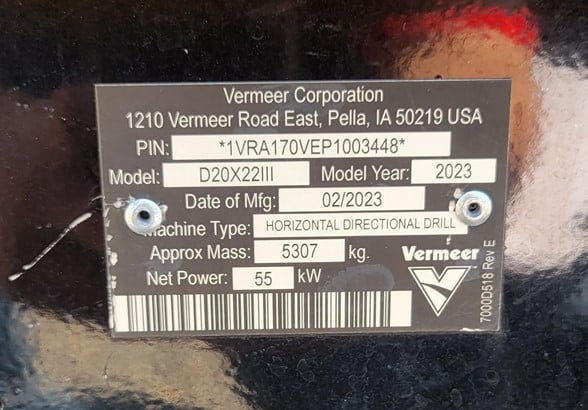 Vermeer Corporation
1210 Vermeer Road East, Pella, IA 50219 USA
PIN: *1VRA170VEP1003448*
Model: D20X22III Model Year: 2023
Date of Mfg: 02/2023
Machine Type: HORIZONTAL DIRECTIONAL DRILL
Approx Mass: 5307 kg.
Net Power: 55 kW
Vermeer
7000D518 Rev E